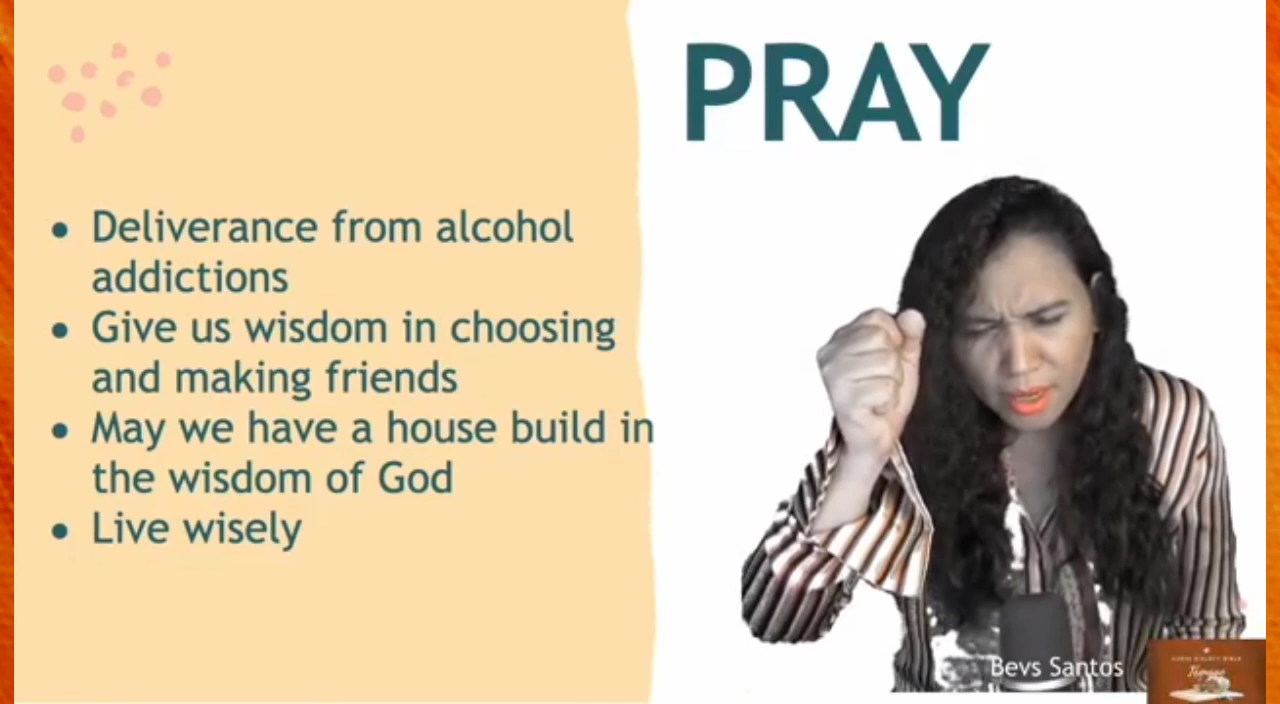 PRAY
• Deliverance from alcohol
addictions
• Give us wisdom in choosing
and making friends
• May we have a house build in
the wisdom of God
• Live wisely
Bevs Santos